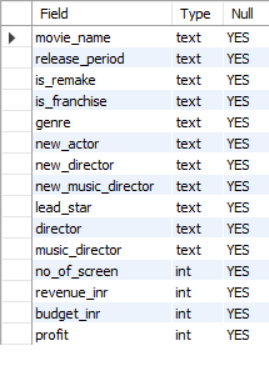 Field Type Null
movie_name text YES
release_period text YES
is_remake text YES
is_franchise text YES
genre text YES
new_actor text YES
new_director text YES
new_music_director text YES
lead_star text YES
director text YES
music_director text YES
no_of_screen int YES
revenue_inr int YES
budget_inr int YES
profit int YES